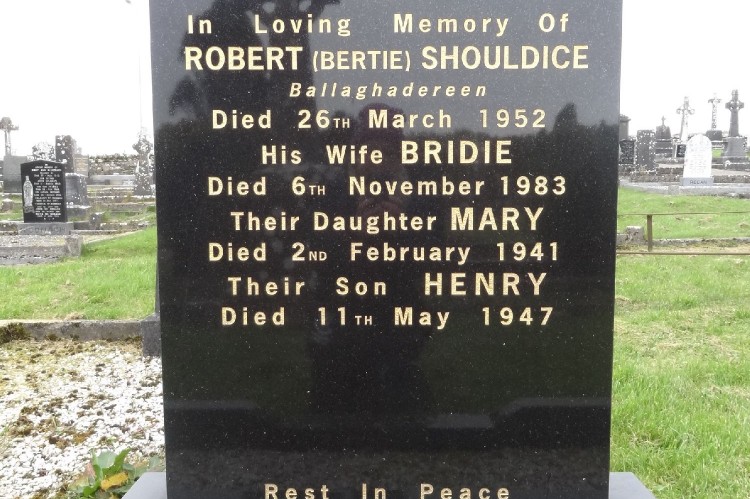 In Loving Memory Of
ROBERT (BERTIE) SHOULDICE
Ballaghadereen
Died 26TH March 1952
His Wife BRIDIE
Died 6TH November 1983
Their Daughter MARY
Died 2ND February 1941
Their Son HENRY
Died 11TH May 1947
Rest In Peace